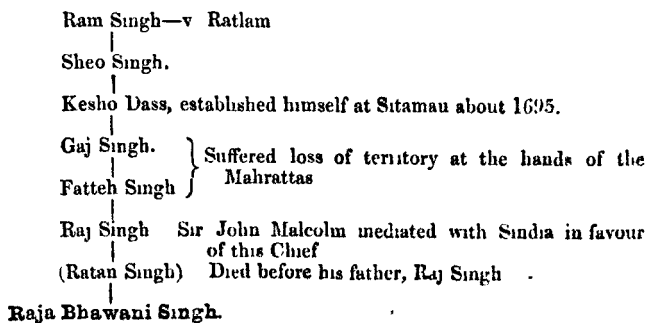 Ram Singh—v Ratlam
Sheo Singh.
Kesho Dass, established himself at Sitamau about 1695.
Gaj Singh.
Fatteh Singh
} Suffered loss of territory at the hands of the
Mahrattas
Raj Singh Sir John Malcolm mediated with Sindia in favour
of this Chief
(Ratan Singh) Died before his father, Raj Singh
Raja Bhawani Singh.